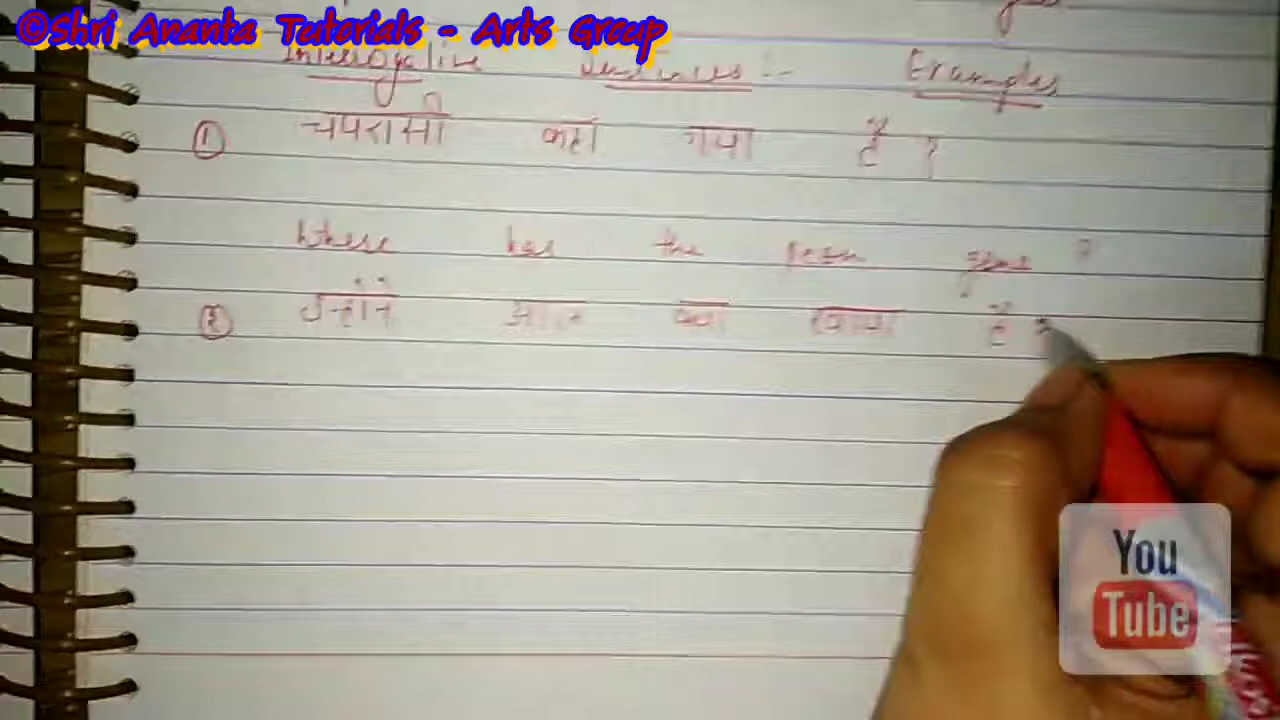 ©Shri Ananta Tutorials - Arts Group
Interrogative Sentences :- Examples
① चपरासी कहाँ गया है ?
Where has the peon gone ?
② उन्होंने आज क्या खाया है ?
You
Tube